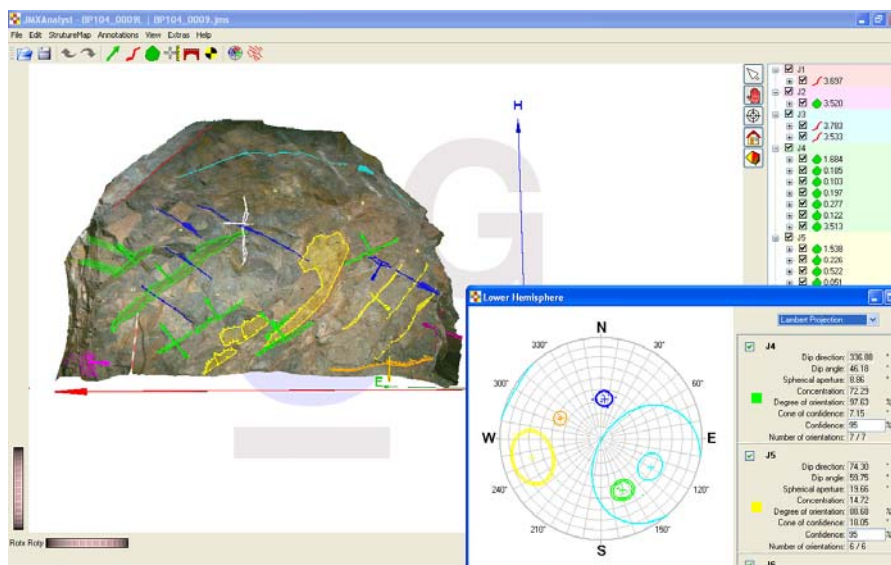 JMXAnalyst - BP104_0009L | BP104_0009.jms
File Edit StrutureMap Annotations View Extras Help
J1
3.697
J2
3.520
J3
3.783
3.533
J4
1.684
0.185
0.103
0.197
0.277
0.122
3.513
J5
1.538
0.226
0.522
0.051
H
G
E
Lower Hemisphere
Lambert Projection
N
330 30
300 60
W E
240 120
210 150
S
J4
Dip direction: 336.88 °
Dip angle: 46.18 °
Spherical aperture: 8.86 °
Concentration: 72.29
Degree of orientation: 97.63 %
Cone of confidence: 7.15 °
Confidence: 95 %
Number of orientations: 7 / 7
J5
Dip direction: 74.30 °
Dip angle: 59.75 °
Spherical aperture: 19.66 °
Concentration: 14.72
Degree of orientation: 88.68 %
Cone of confidence: 18.05 °
Confidence: 95 %
Number of orientations: 6 / 6
J6
Rotx Roty